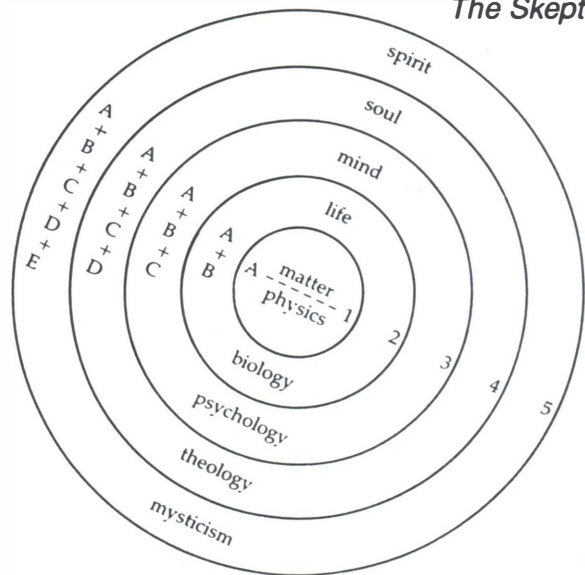 The Skept
spirit
soul
mind
life
matter
physics
biology
psychology
theology
mysticism
A + B + C + D + E
A + B + C + D
A + B + C
A + B
A
1
2
3
4
5